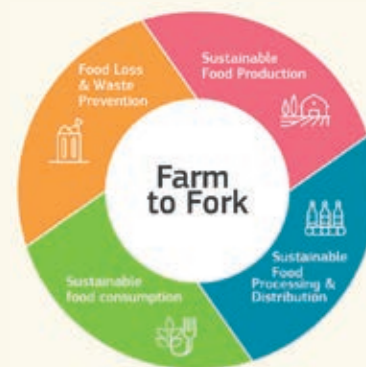 Food Loss
& Waste
Prevention
Sustainable
Food Production
Farm
to Fork
Sustainable
food consumption
Sustainable
Food
Processing &
Distribution